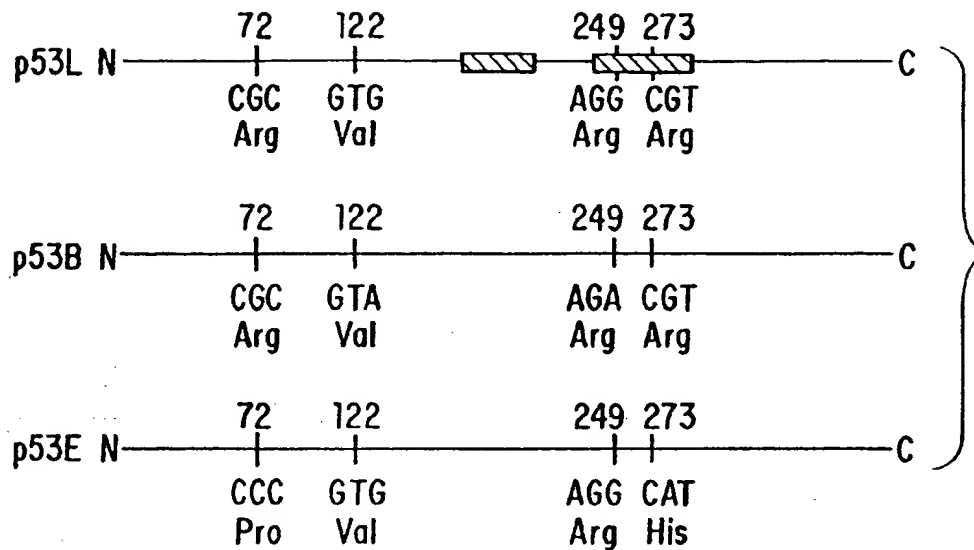 72 122 249 273
p53L N C
CGC GTG AGG CGT
Arg Val Arg Arg
72 122 249 273
p53B N C
CGC GTA AGA CGT
Arg Val Arg Arg
72 122 249 273
p53E N C
CCC GTG AGG CAT
Pro Val Arg His